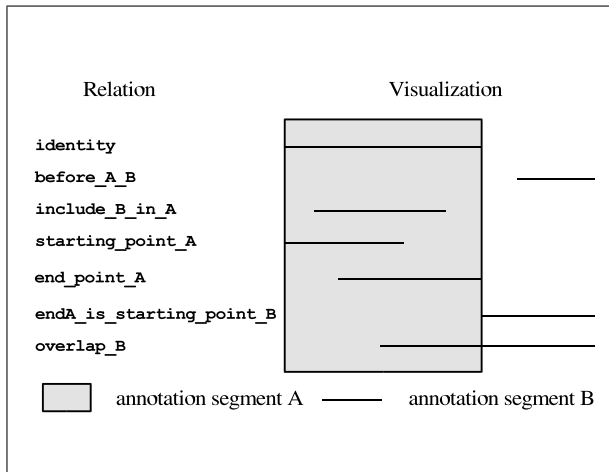 Relation Visualization
identity
before_A_B
include_B_in_A
starting_point_A
end_point_A
endA_is_starting_point_B
overlap_B
annotation segment A annotation segment B